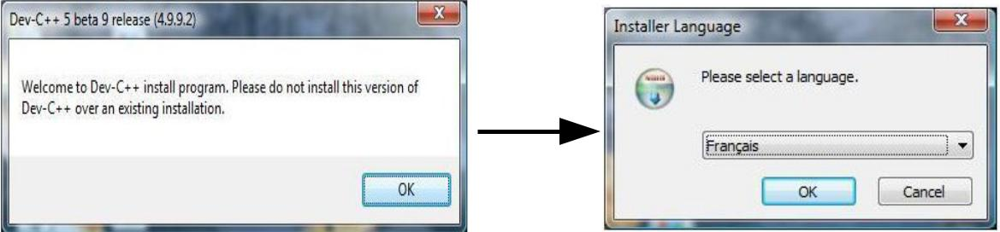 Dev-C++ 5 beta 9 release (4.9.9.2)
Welcome to Dev-C++ install program. Please do not install this version of
Dev-C++ over an existing installation.
OK
Installer Language
Please select a language.
Français
OK
Cancel